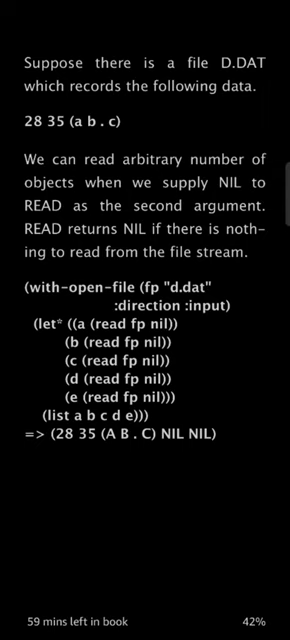 Suppose there is a file D.DAT
which records the following data.
28 35 (a b . c)
We can read arbitrary number of
objects when we supply NIL to
READ as the second argument.
READ returns NIL if there is noth-
ing to read from the file stream.
(with-open-file (fp "d.dat"
:direction :input)
(let* ((a (read fp nil))
(b (read fp nil))
(c (read fp nil))
(d (read fp nil))
(e (read fp nil)))
(list a b c d e)))
=> (28 35 (A B . C) NIL NIL)
59 mins left in book
42%